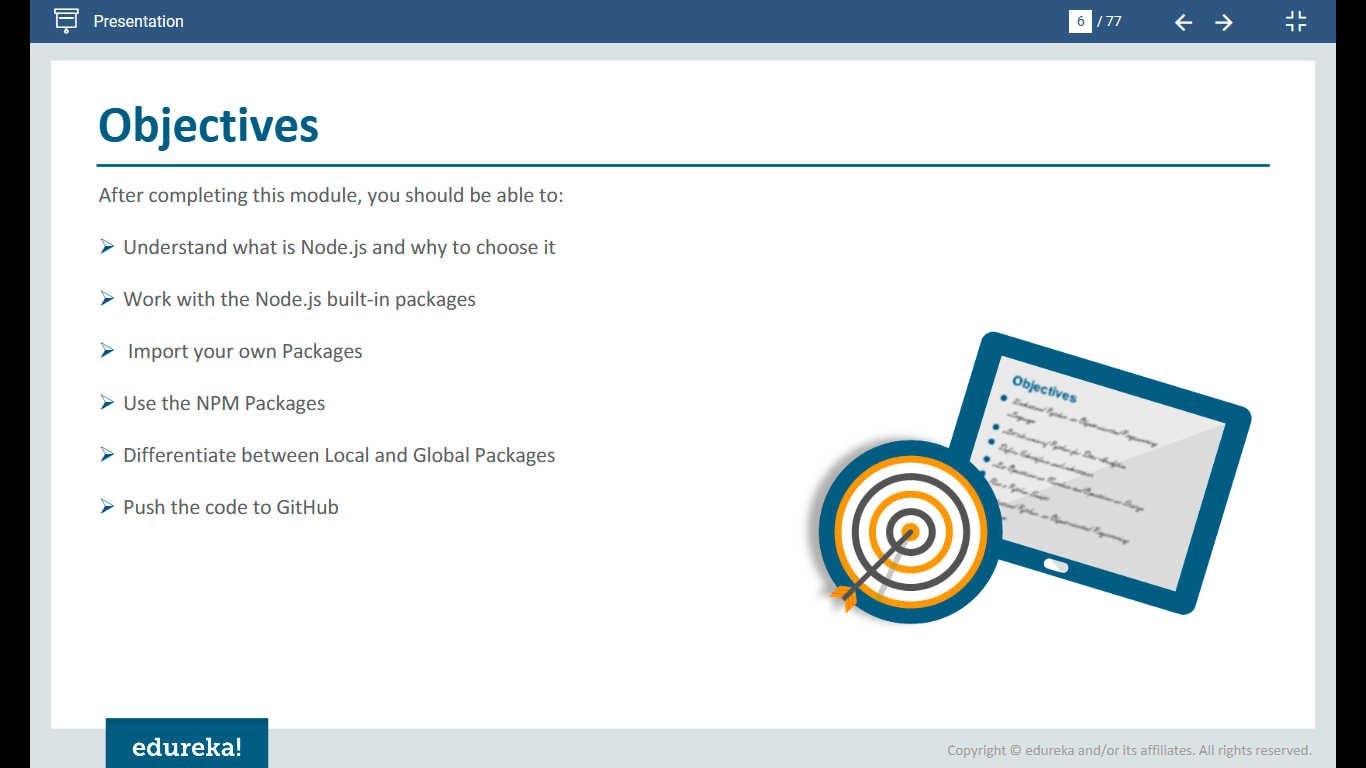 Presentation
6 / 77
Objectives
After completing this module, you should be able to:
Understand what is Node.js and why to choose it
Work with the Node.js built-in packages
Import your own Packages
Use the NPM Packages
Differentiate between Local and Global Packages
Push the code to GitHub
Objectives
edureka!
Copyright © edureka and/or its affiliates. All rights reserved.